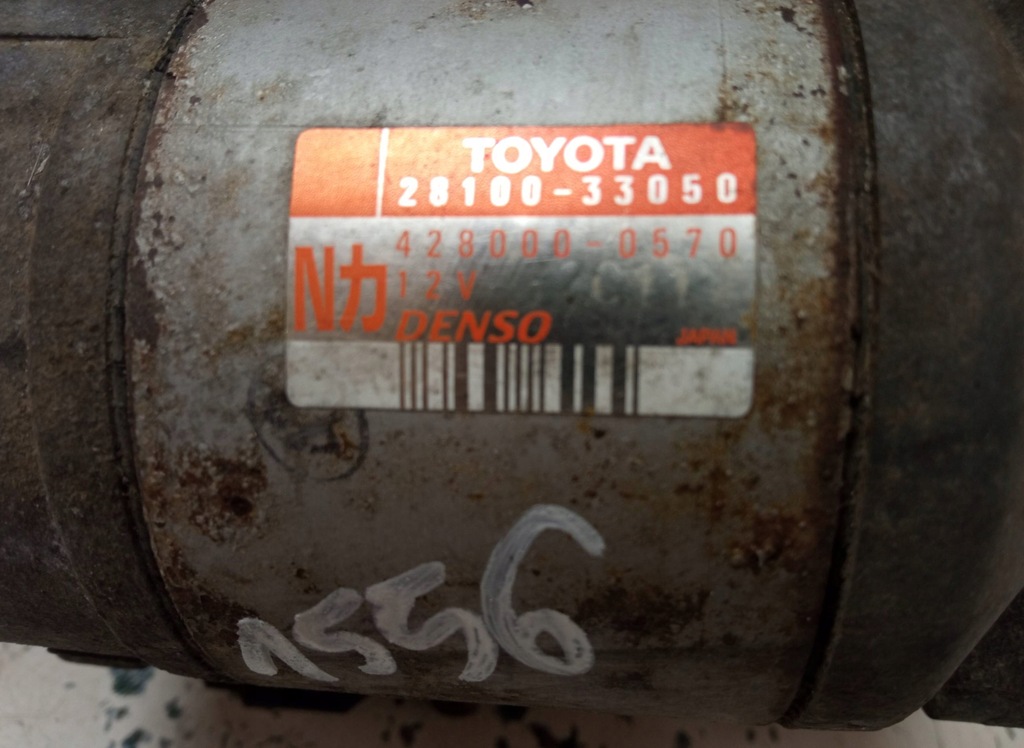 TOYOTA
28100-33050
428000-0570
Nカ
12V
DENSO
JAPAN
1556